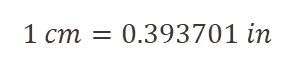 1 cm = 0.393701 in